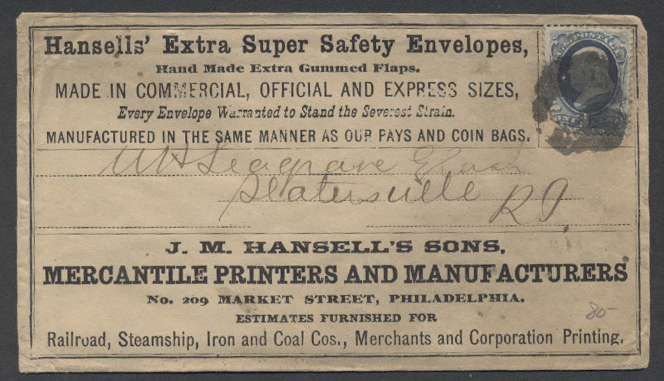 Hansells' Extra Super Safety Envelopes,
Hand Made Extra Gummed Flaps.
MADE IN COMMERCIAL, OFFICIAL AND EXPRESS SIZES,
Every Envelope Warranted to Stand the Severest Strain.
MANUFACTURED IN THE SAME MANNER AS OUR PAYS AND COIN BAGS.
Seagrave
Slatersville
R I
J. M. HANSELL'S SONS,
MERCANTILE PRINTERS AND MANUFACTURERS
No. 209 MARKET STREET, PHILADELPHIA.
80-
ESTIMATES FURNISHED FOR
Railroad, Steamship, Iron and Coal Cos., Merchants and Corporation Printing.